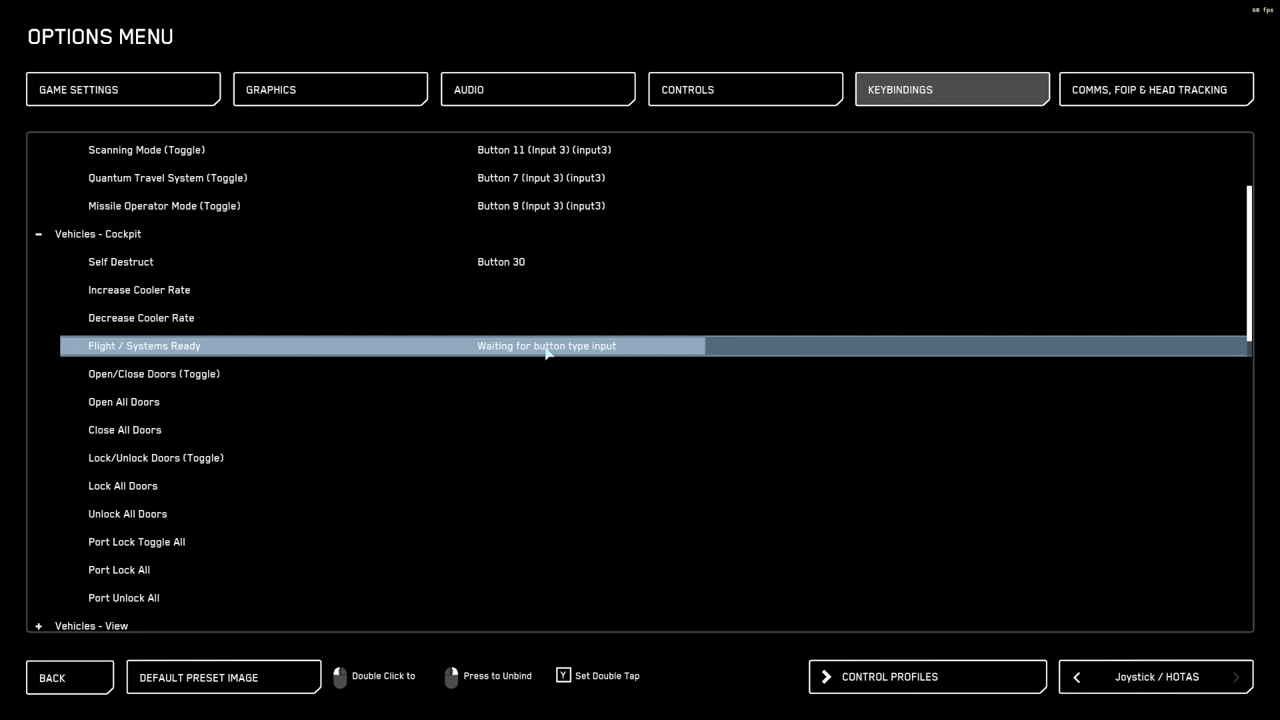 60 fps
OPTIONS MENU
GAME SETTINGS
GRAPHICS
AUDIO
CONTROLS
KEYBINDINGS
COMMS, FOIP & HEAD TRACKING
Scanning Mode (Toggle) Button 11 (Input 3) (input3)
Quantum Travel System (Toggle) Button 7 (Input 3) (input3)
Missile Operator Mode (Toggle) Button 9 (Input 3) (input3)
- Vehicles - Cockpit
Self Destruct Button 30
Increase Cooler Rate
Decrease Cooler Rate
Flight / Systems Ready Waiting for button type input
Open/Close Doors (Toggle)
Open All Doors
Close All Doors
Lock/Unlock Doors (Toggle)
Lock All Doors
Unlock All Doors
Port Lock Toggle All
Port Lock All
Port Unlock All
+ Vehicles - View
BACK
DEFAULT PRESET IMAGE
Double Click to
Press to Unbind
Y Set Double Tap
CONTROL PROFILES
Joystick / HOTAS